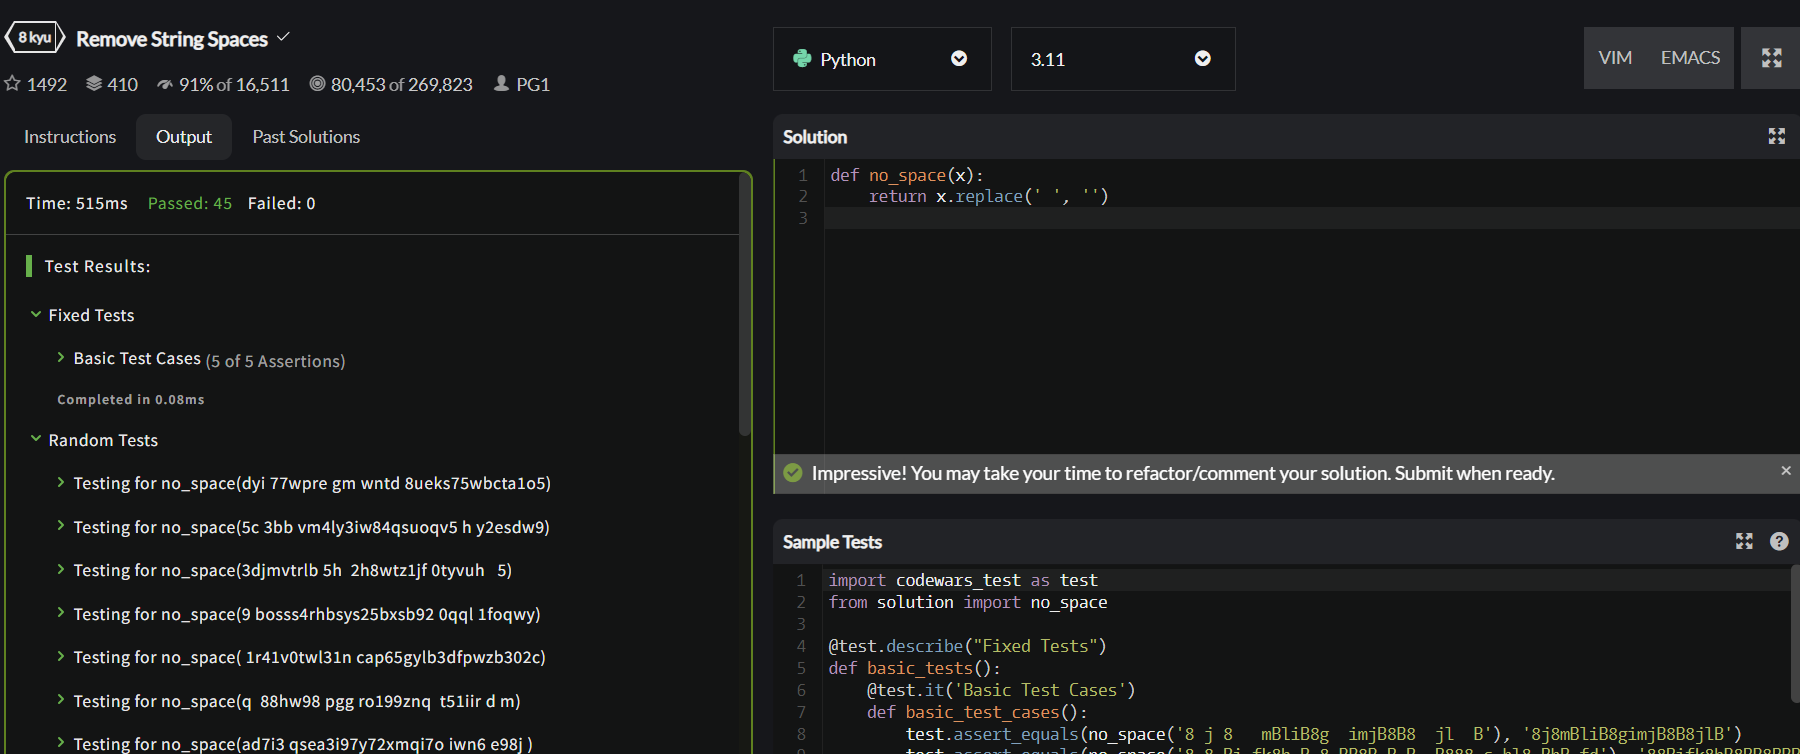 8 kyu Remove String Spaces
1492 410 91% of 16,511 80,453 of 269,823 PG1
Instructions Output Past Solutions
Time: 515ms Passed: 45 Failed: 0
Test Results:
Fixed Tests
Basic Test Cases (5 of 5 Assertions)
Completed in 0.08ms
Random Tests
Testing for no_space(dyi 77wpre gm wntd 8ueks75wbcta1o5)
Testing for no_space(5c 3bb vm4ly3iw84qsuoqv5 h y2esdw9)
Testing for no_space(3djmvtrlb 5h  2h8wtz1jf 0tyvuh   5)
Testing for no_space(9 bosss4rhbsys25bxsb92 0qql 1foqwy)
Testing for no_space( 1r41v0twl31n cap65gylb3dfpwzb302c)
Testing for no_space(q  88hw98 pgg ro199znq  t51iir d m)
Testing for no_space(ad7i3 qsea3i97y72xmqi7o iwn6 e98j )
Python 3.11 VIM EMACS
Solution
1 def no_space(x):
2     return x.replace(' ', '')
3
Impressive! You may take your time to refactor/comment your solution. Submit when ready.
Sample Tests
1 import codewars_test as test
2 from solution import no_space
3
4 @test.describe("Fixed Tests")
5 def basic_tests():
6     @test.it('Basic Test Cases')
7     def basic_test_cases():
8         test.assert_equals(no_space('8 j 8   mBliB8g  imjB8B8  jl  B'), '8j8mBliB8gimjB8B8jlB')